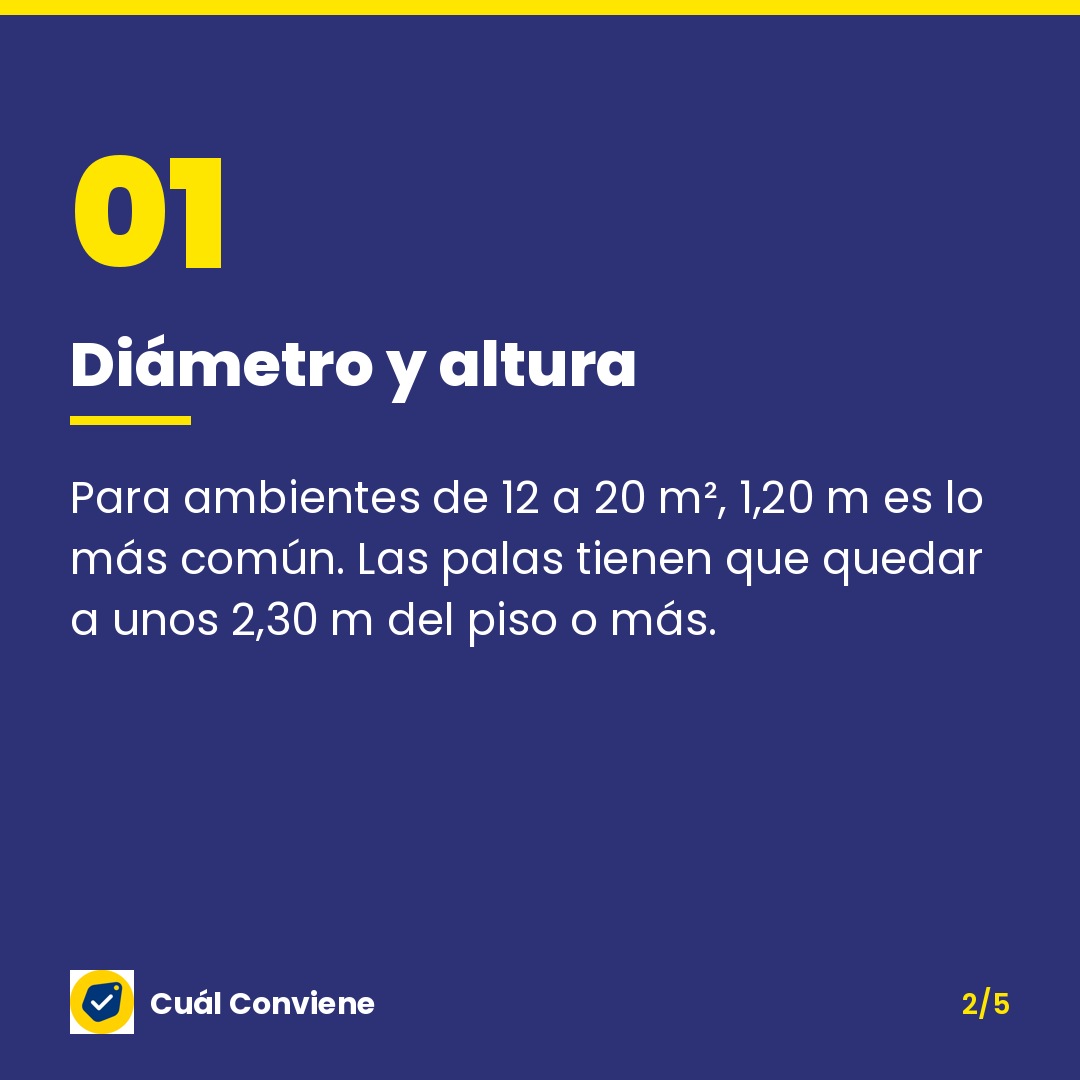 01
Diámetro y altura
Para ambientes de 12 a 20 m², 1,20 m es lo
más común. Las palas tienen que quedar
a unos 2,30 m del piso o más.
Cuál Conviene
2/5